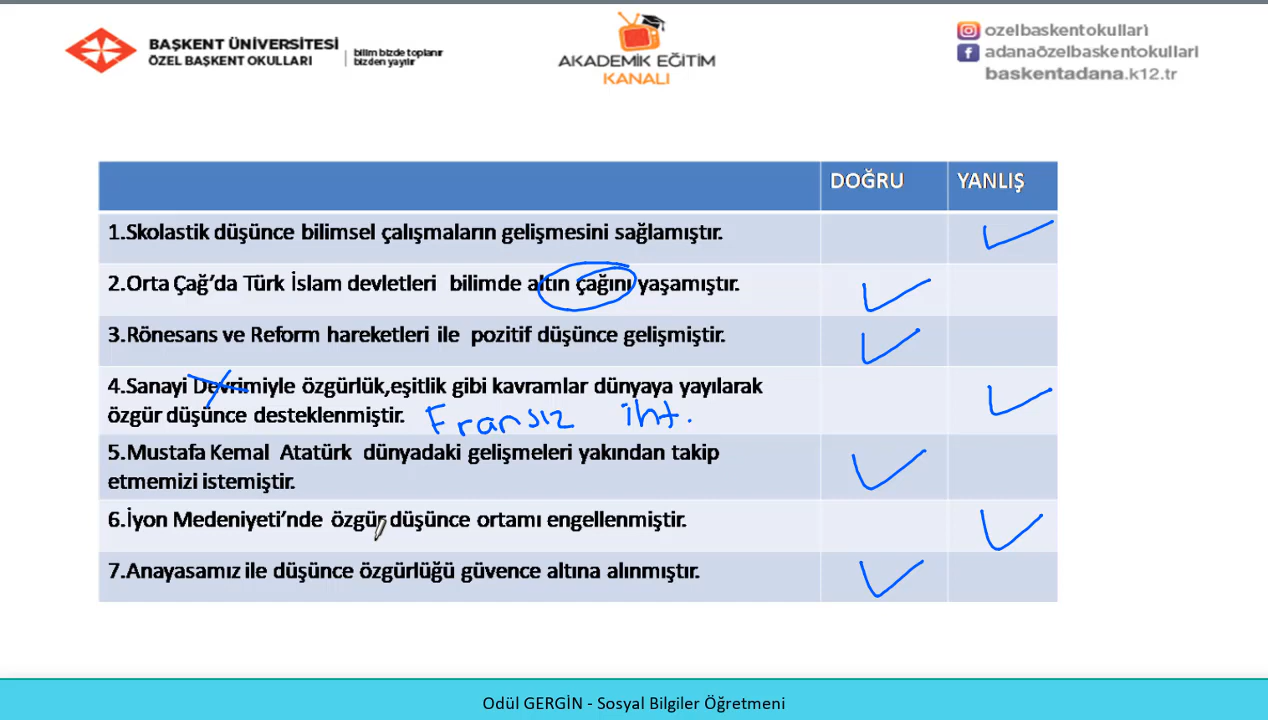 BAŞKENT ÜNİVERSİTESİ
ÖZEL BAŞKENT OKULLARI
bilim bizde toplanır
bizden yayılır
AKADEMİK EĞİTİM
KANALI
ozelbaskentokullari
adanaözelbaskentokullari
baskentadana.k12.tr
DOĞRU YANLIŞ
1.Skolastik düşünce bilimsel çalışmaların gelişmesini sağlamıştır.
2.Orta Çağ'da Türk İslam devletleri bilimde altın çağını yaşamıştır.
3.Rönesans ve Reform hareketleri ile pozitif düşünce gelişmiştir.
4.Sanayi Devrimiyle özgürlük,eşitlik gibi kavramlar dünyaya yayılarak
özgür düşünce desteklenmiştir. Fransız iht.
5.Mustafa Kemal Atatürk dünyadaki gelişmeleri yakından takip
etmemizi istemiştir.
6.İyon Medeniyeti'nde özgür düşünce ortamı engellenmiştir.
7.Anayasamız ile düşünce özgürlüğü güvence altına alınmıştır.
Odül GERGİN - Sosyal Bilgiler Öğretmeni